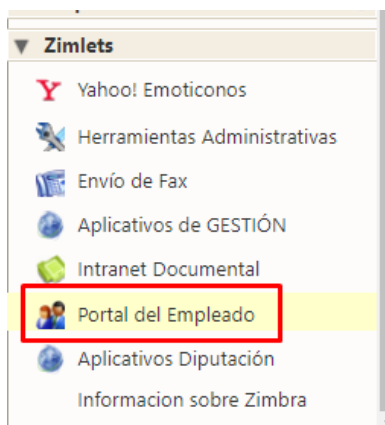 Zimlets
Yahoo! Emoticonos
Herramientas Administrativas
Envío de Fax
Aplicativos de GESTIÓN
Intranet Documental
Portal del Empleado
Aplicativos Diputación
Informacion sobre Zimbra